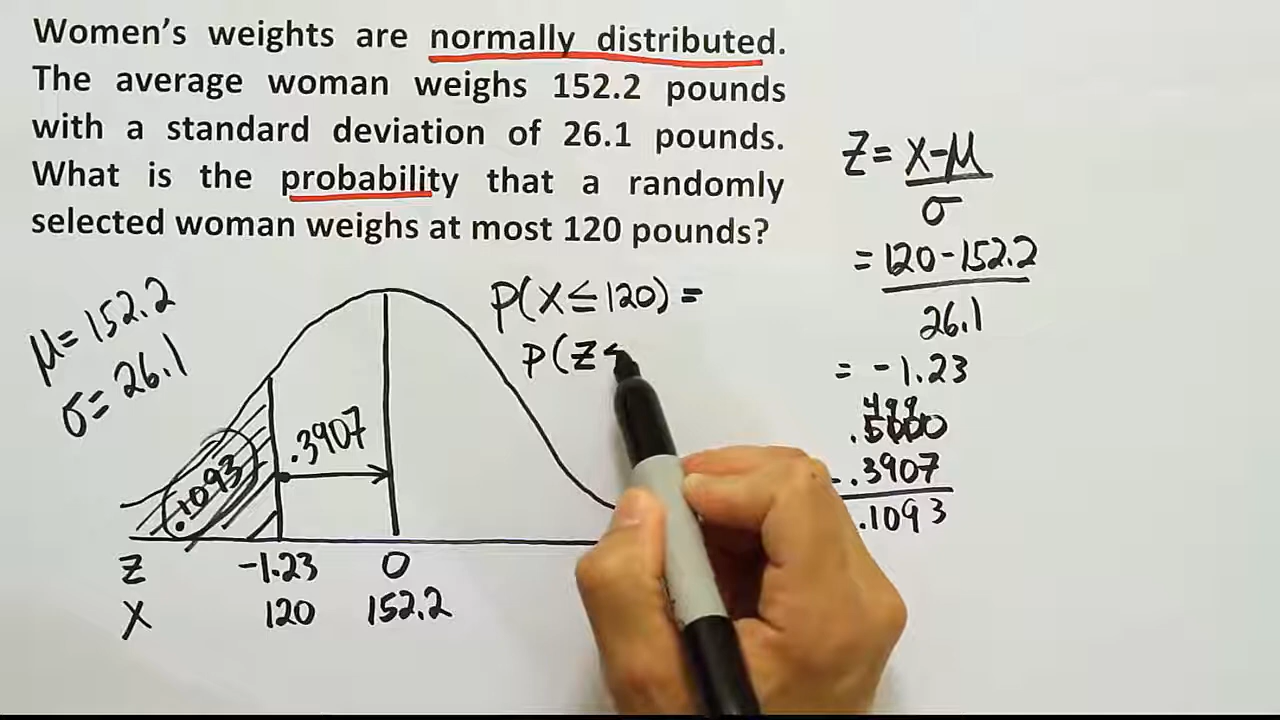 Women's weights are normally distributed.
The average woman weighs 152.2 pounds
with a standard deviation of 26.1 pounds.
What is the probability that a randomly
selected woman weighs at most 120 pounds?
μ= 152.2
σ= 26.1
P(X≤120) =
P(Z<
.3907
.1093
Z -1.23 0
X 120 152.2
Z= X-μ
σ
= 120-152.2
26.1
= -1.23
499
.5000
-.3907
.1093